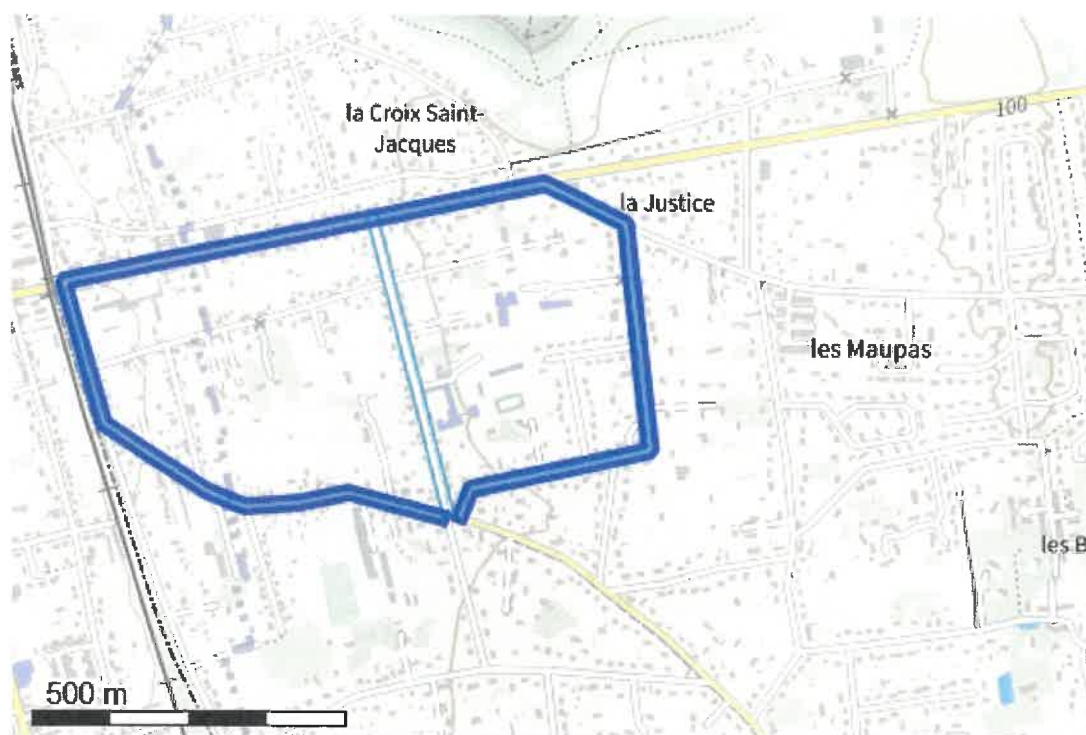 la Croix Saint-
Jacques
100
la Justice
les Maupas
les B
500 m